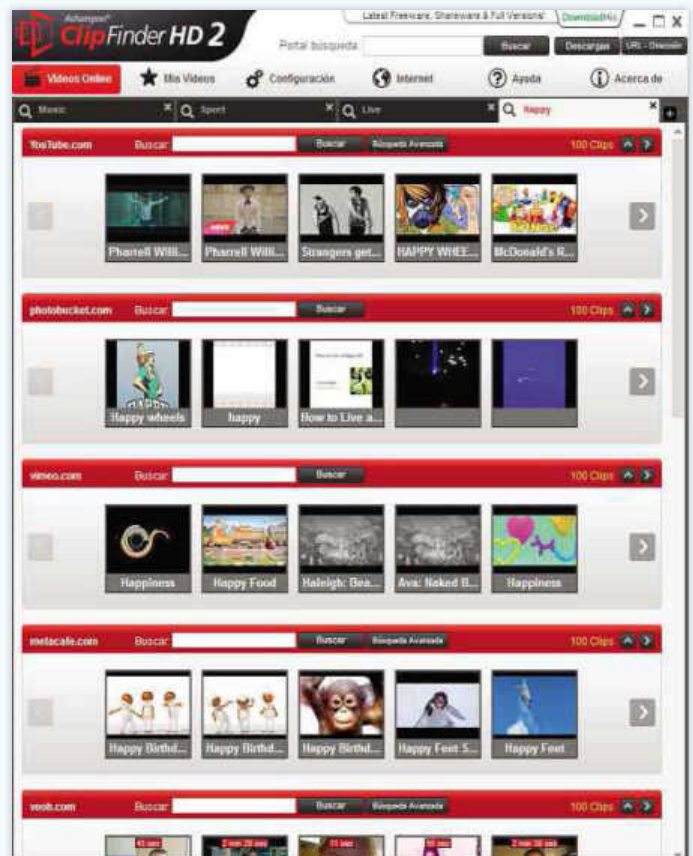 Ashampoo®
ClipFinder HD 2
Latest Freeware, Shareware & Full Versions!
Portal búsqueda:
Buscar
Descargas
URL - Dirección
Videos Online
Mis Videos
Configuración
Internet
Ayuda
Acerca de
Music
Sport
Live
Happy
YouTube.com
Buscar:
Buscar
Búsqueda Avanzada
100 Clips
Pharrell Willi...
Pharrell Willi...
Strangers get...
HAPPY WHEE...
McDonald's R...
photobucket.com
Buscar:
Buscar
100 Clips
Happy wheels
happy
How to Live a...
vimeo.com
Buscar:
Buscar
100 Clips
Happiness
Happy Food
Haleigh: Bea...
Ava: Naked B...
Happiness
metacafe.com
Buscar:
Buscar
Búsqueda Avanzada
100 Clips
Happy Birthd...
Happy Birthd...
Happy Birthd...
Happy Feet S...
Happy Feet
veoh.com
Buscar:
Buscar
Búsqueda Avanzada
100 Clips